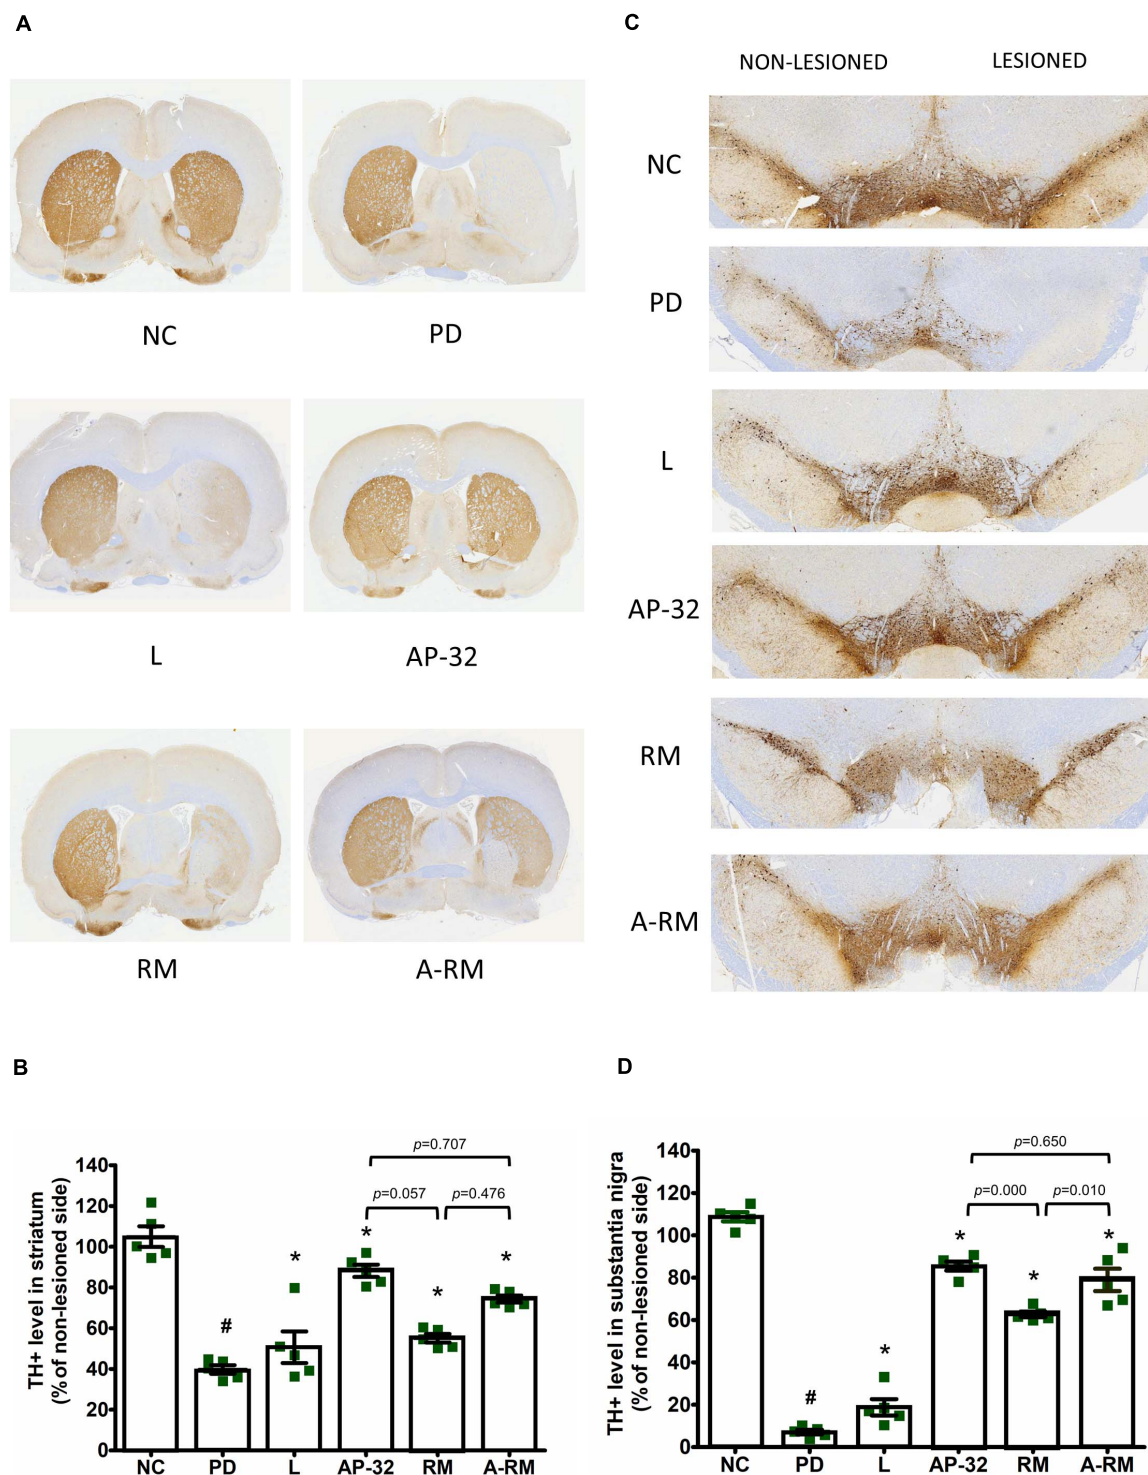 A
NC
PD
L
AP-32
RM
A-RM
C
NON-LESIONED
LESIONED
NC
PD
L
AP-32
RM
A-RM
B
TH+ level in striatum
(% of non-lesioned side)
140
120
100
80
60
40
20
0
p=0.707
p=0.057
p=0.476
#
*
*
*
*
NC
PD
L
AP-32
RM
A-RM
D
TH+ level in substantia nigra
(% of non-lesioned side)
140
120
100
80
60
40
20
0
p=0.650
p=0.000
p=0.010
#
*
*
*
*
NC
PD
L
AP-32
RM
A-RM